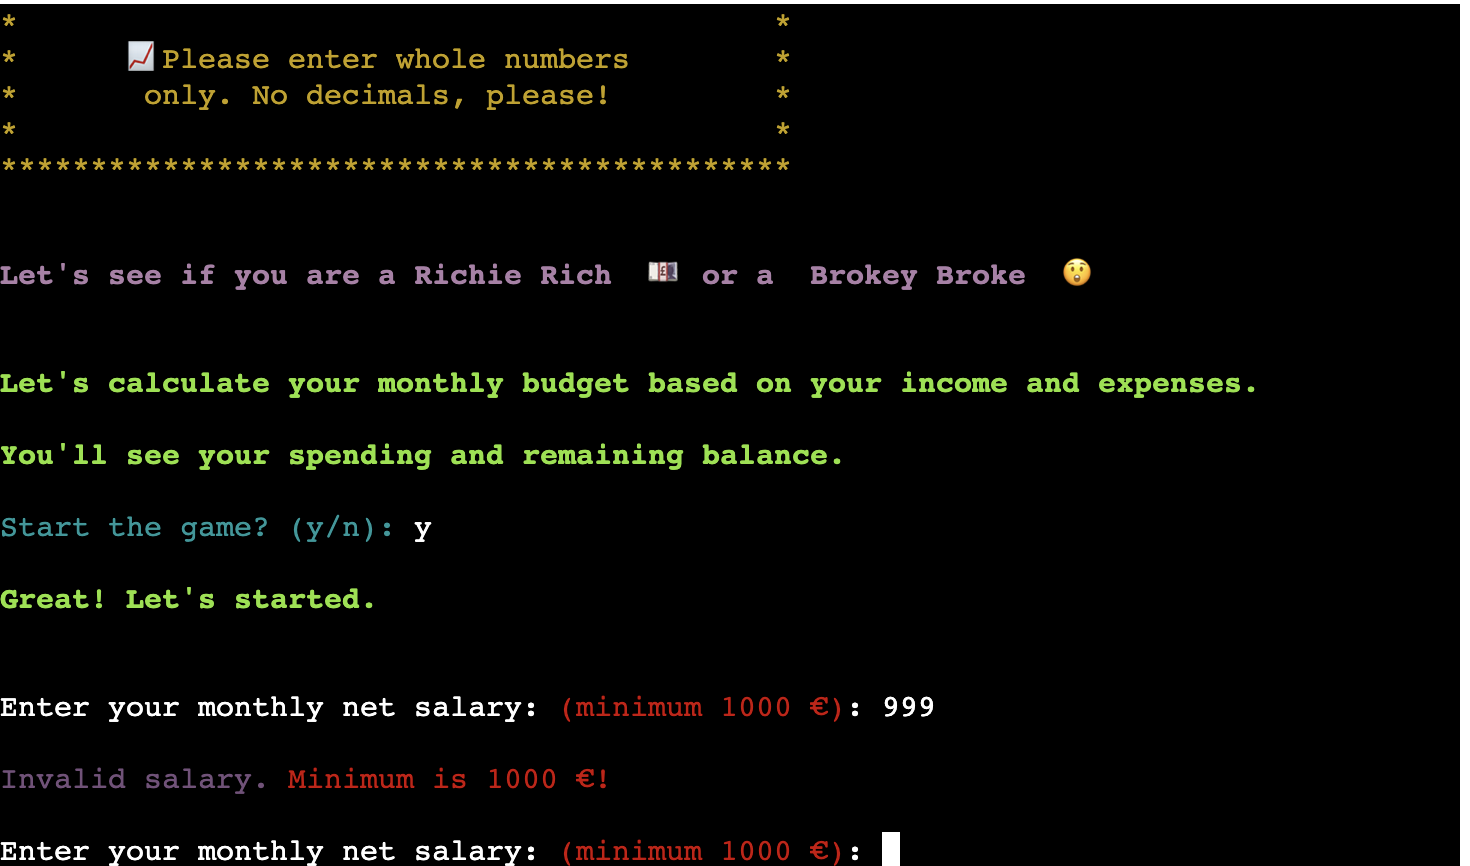 * *
* 📈Please enter whole numbers *
* only. No decimals, please! *
* *
********************************************
Let's see if you are a Richie Rich 💷 or a Brokey Broke 😲
Let's calculate your monthly budget based on your income and expenses.
You'll see your spending and remaining balance.
Start the game? (y/n): y
Great! Let's started.
Enter your monthly net salary: (minimum 1000 €): 999
Invalid salary. Minimum is 1000 €!
Enter your monthly net salary: (minimum 1000 €):